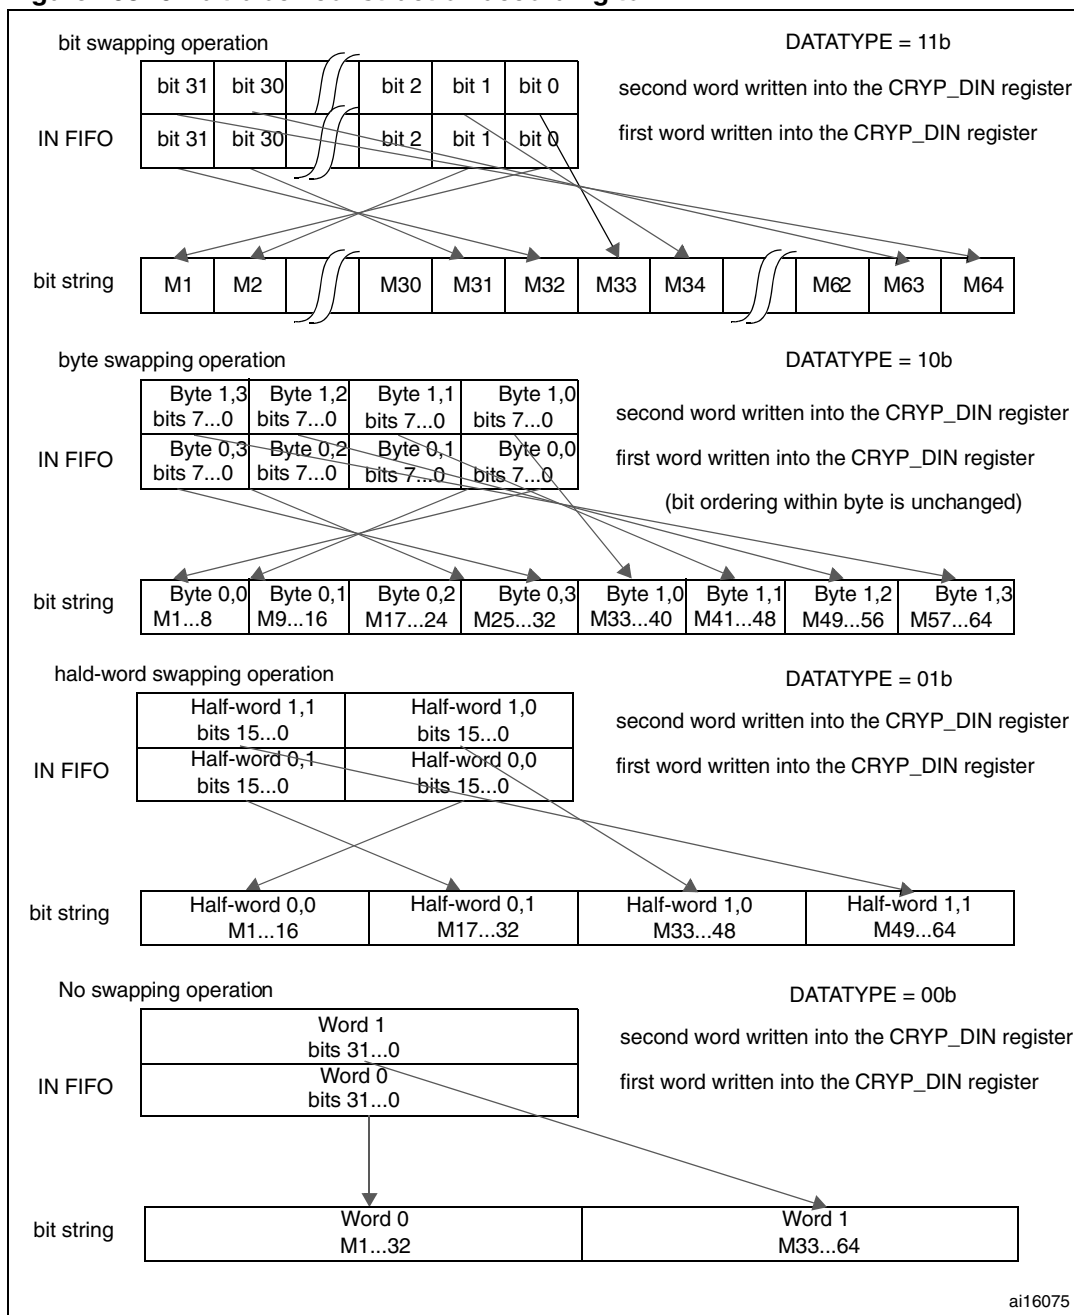 bit swapping operation DATATYPE = 11b
bit 31 bit 30 bit 2 bit 1 bit 0 second word written into the CRYP_DIN register
IN FIFO bit 31 bit 30 bit 2 bit 1 bit 0 first word written into the CRYP_DIN register
bit string M1 M2 M30 M31 M32 M33 M34 M62 M63 M64
byte swapping operation DATATYPE = 10b
Byte 1,3 Byte 1,2 Byte 1,1 Byte 1,0
bits 7...0 bits 7...0 bits 7...0 bits 7...0 second word written into the CRYP_DIN register
IN FIFO Byte 0,3 Byte 0,2 Byte 0,1 Byte 0,0 first word written into the CRYP_DIN register
bits 7...0 bits 7...0 bits 7...0 bits 7...0
(bit ordering within byte is unchanged)
bit string Byte 0,0 Byte 0,1 Byte 0,2 Byte 0,3 Byte 1,0 Byte 1,1 Byte 1,2 Byte 1,3
M1...8 M9...16 M17...24 M25...32 M33...40 M41...48 M49...56 M57...64
hald-word swapping operation DATATYPE = 01b
Half-word 1,1 Half-word 1,0 second word written into the CRYP_DIN register
bits 15...0 bits 15...0
IN FIFO Half-word 0,1 Half-word 0,0 first word written into the CRYP_DIN register
bits 15...0 bits 15...0
bit string Half-word 0,0 Half-word 0,1 Half-word 1,0 Half-word 1,1
M1...16 M17...32 M33...48 M49...64
No swapping operation DATATYPE = 00b
Word 1 second word written into the CRYP_DIN register
bits 31...0
IN FIFO Word 0 first word written into the CRYP_DIN register
bits 31...0
bit string Word 0 Word 1
M1...32 M33...64
ai16075